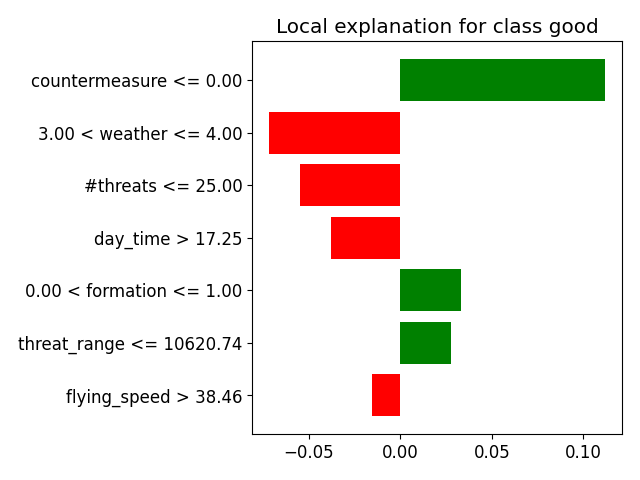 Local explanation for class good
countermeasure <= 0.00
3.00 < weather <= 4.00
#threats <= 25.00
day_time > 17.25
0.00 < formation <= 1.00
threat_range <= 10620.74
flying_speed > 38.46
−0.05 0.00 0.05 0.10